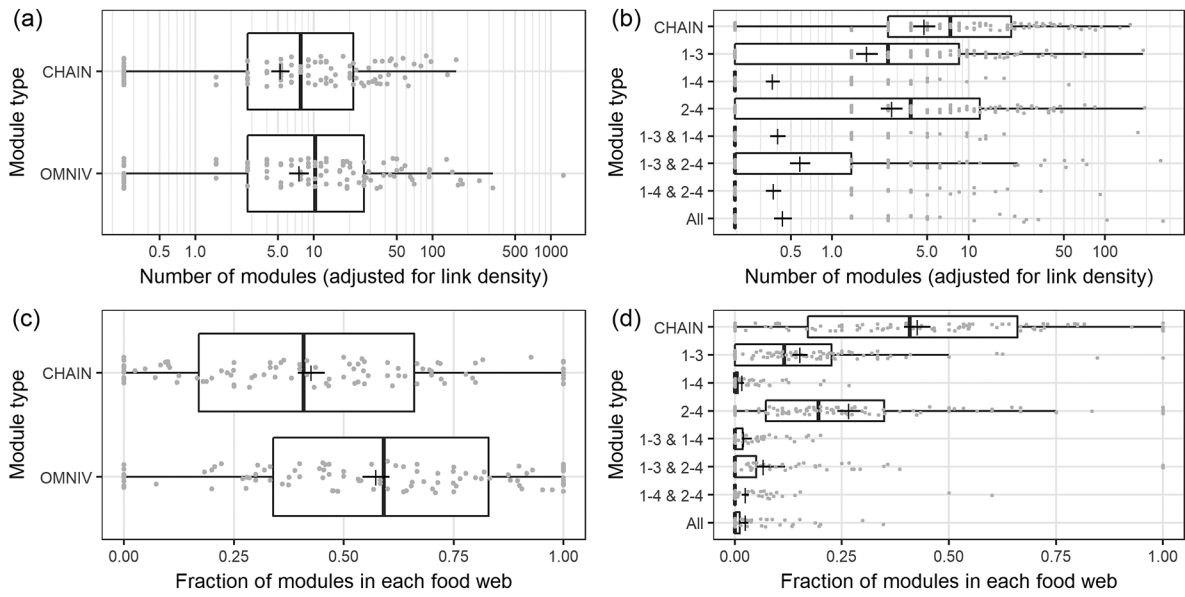 (a)
Module type
CHAIN
OMNIV
0.5 1.0 5.0 10 50 100 500 1000
Number of modules (adjusted for link density)
(b)
Module type
CHAIN
1-3
1-4
2-4
1-3 & 1-4
1-3 & 2-4
1-4 & 2-4
All
0.5 1.0 5.0 10 50 100
Number of modules (adjusted for link density)
(c)
Module type
CHAIN
OMNIV
0.00 0.25 0.50 0.75 1.00
Fraction of modules in each food web
(d)
Module type
CHAIN
1-3
1-4
2-4
1-3 & 1-4
1-3 & 2-4
1-4 & 2-4
All
0.00 0.25 0.50 0.75 1.00
Fraction of modules in each food web